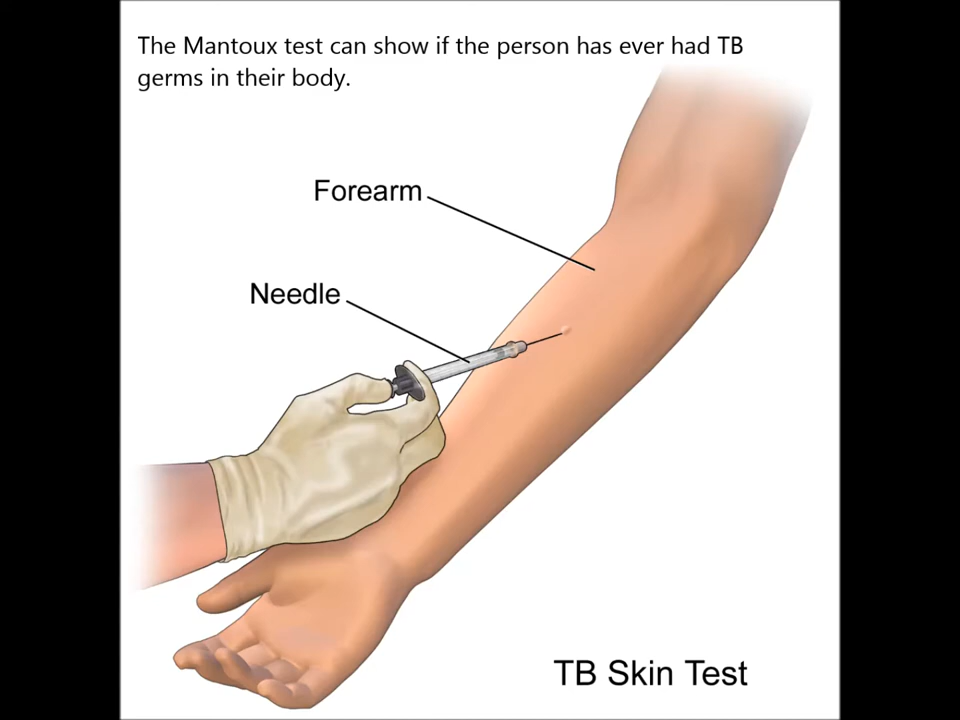 The Mantoux test can show if the person has ever had TB
germs in their body.
Forearm
Needle
TB Skin Test